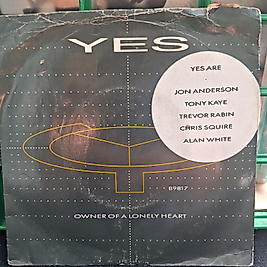 YES
YES ARE
JON ANDERSON
TONY KAYE
TREVOR RABIN
CHRIS SQUIRE
ALAN WHITE
B9817
OWNER OF A LONELY HEART